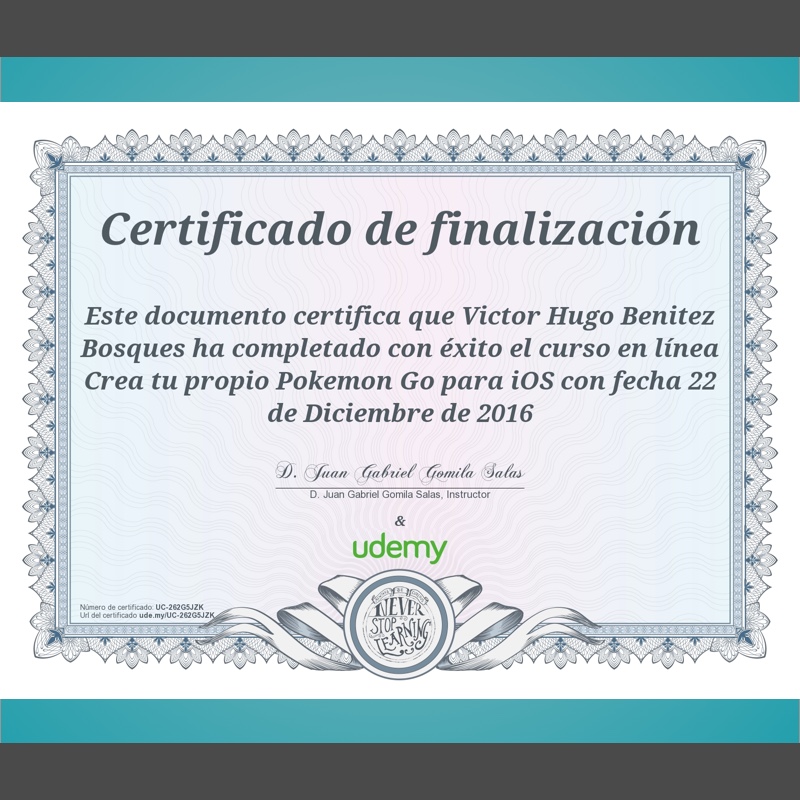 Certificado de finalización
Este documento certifica que Victor Hugo Benitez
Bosques ha completado con éxito el curso en línea
Crea tu propio Pokemon Go para iOS con fecha 22
de Diciembre de 2016
D. Juan Gabriel Gomila Salas
D. Juan Gabriel Gomila Salas, Instructor
&
udemy
NEVER
STOP
LEARNING
Número de certificado: UC-262G5JZK
Url del certificado ude.my/UC-262G5JZK